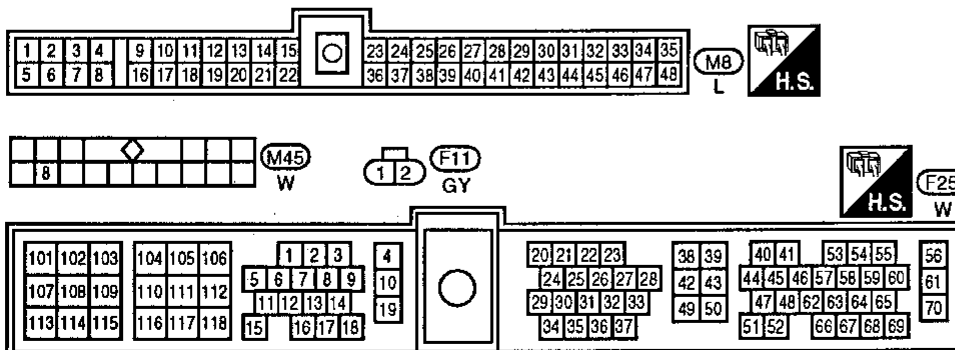 1 2 3 4 9 10 11 12 13 14 15 23 24 25 26 27 28 29 30 31 32 33 34 35
5 6 7 8 16 17 18 19 20 21 22 36 37 38 39 40 41 42 43 44 45 46 47 48
M8
L
H.S.
8
M45
W
1 2
F11
GY
H.S.
F25
W
101 102 103 104 105 106 1 2 3 4 20 21 22 23 38 39 40 41 53 54 55 56
107 108 109 110 111 112 5 6 7 8 9 10 24 25 26 27 28 42 43 44 45 46 57 58 59 60 61
113 114 115 116 117 118 11 12 13 14 19 29 30 31 32 33 49 50 47 48 62 63 64 65 70
15 16 17 18 34 35 36 37 51 52 66 67 68 69